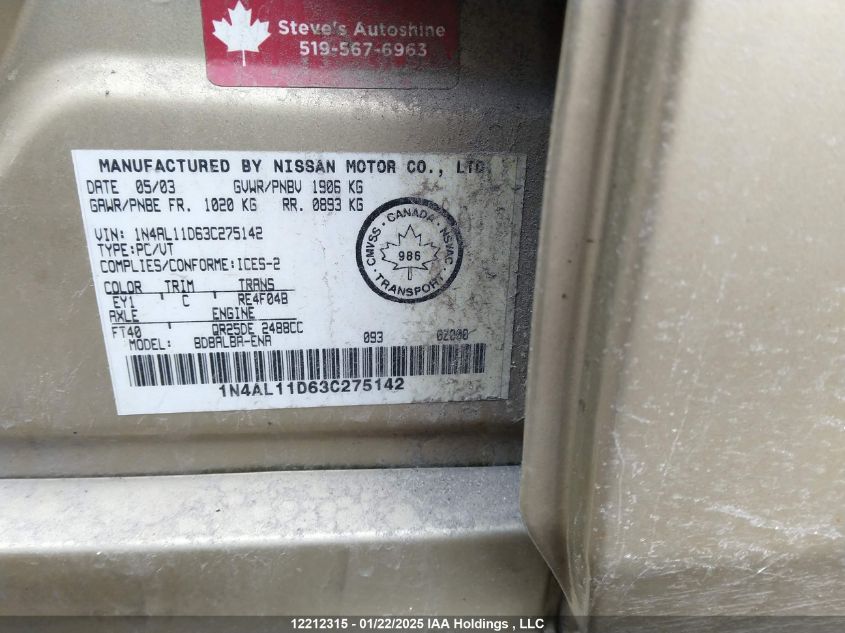 Steve's Autoshine
519-567-6963
MANUFACTURED BY NISSAN MOTOR CO., LTD.
DATE 05/03 GVWR/PNBV 1906 KG
GAWR/PNBE FR. 1020 KG RR. 0893 KG
VIN: 1N4AL11D63C275142
TYPE:PC/VT
COMPLIES/CONFORME:ICES-2
COLOR TRIM TRANS
EY1 ' C ' RE4F04B
AXLE ENGINE
FT40 ' QR25DE 2488CC
MODEL: BDBALBA-ENA 093
CMVSS · CANADA · NSVAC · TRANSPORT ·
986
1N4AL11D63C275142
12212315 - 01/22/2025 IAA Holdings , LLC